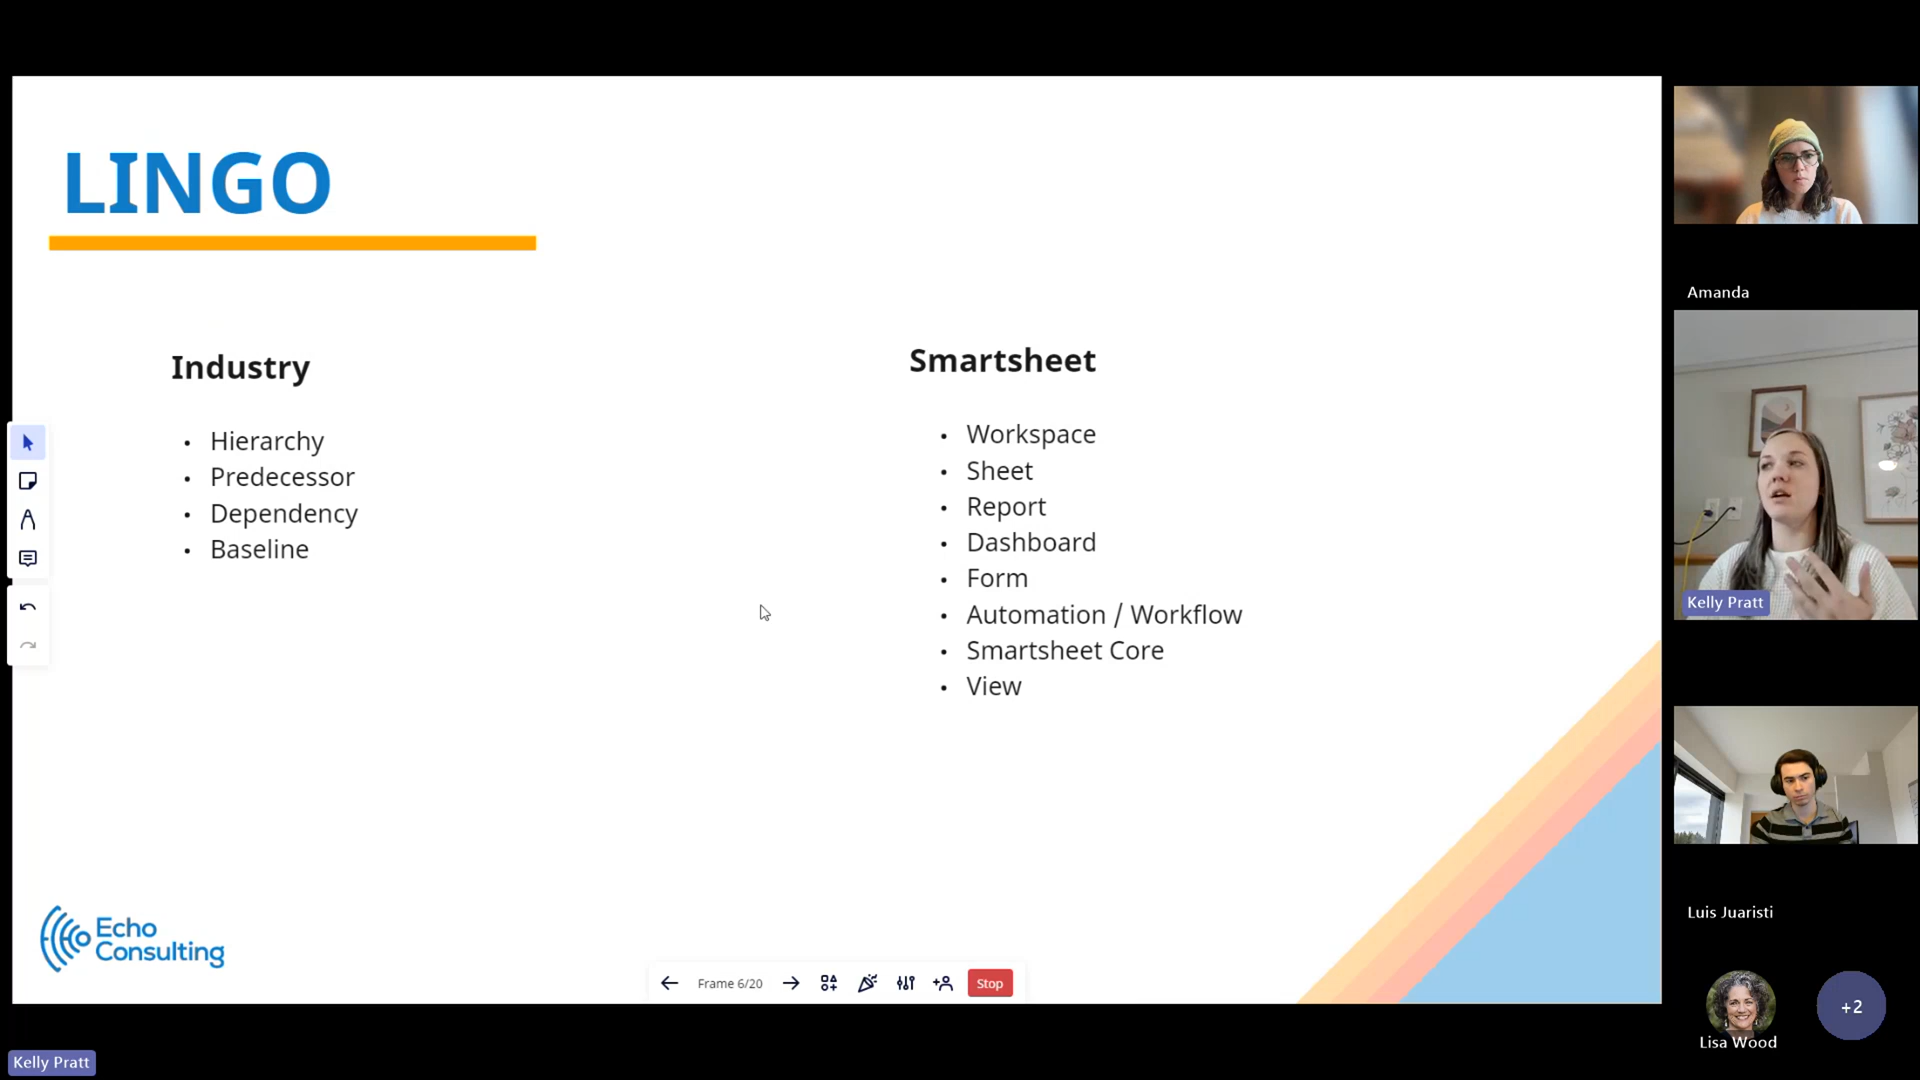 LINGO
Industry
• Hierarchy
• Predecessor
• Dependency
• Baseline
Smartsheet
• Workspace
• Sheet
• Report
• Dashboard
• Form
• Automation / Workflow
• Smartsheet Core
• View
Echo
Consulting
Frame 6/20
Stop
Amanda
Kelly Pratt
Luis Juaristi
Lisa Wood
+2
Kelly Pratt